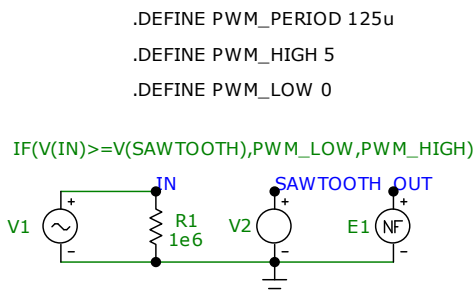 .DEFINE PWM_PERIOD 125u
.DEFINE PWM_HIGH 5
.DEFINE PWM_LOW 0
IF(V(IN)>=V(SAWTOOTH),PWM_LOW,PWM_HIGH)
IN SAWTOOTH OUT
+ + +
V1 R1 V2 E1 NF
1e6
- - -